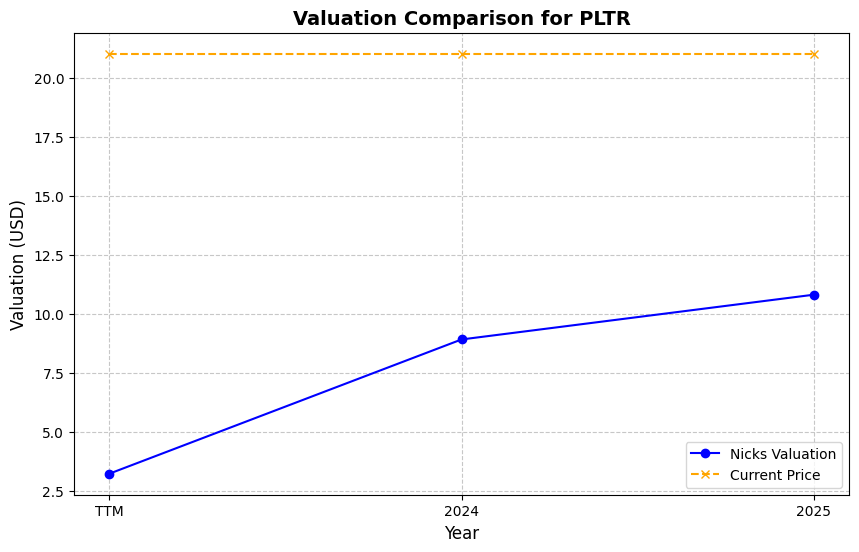 Valuation Comparison for PLTR
Valuation (USD)
20.0
17.5
15.0
12.5
10.0
7.5
5.0
2.5
TTM
2024
2025
Year
Nicks Valuation
Current Price